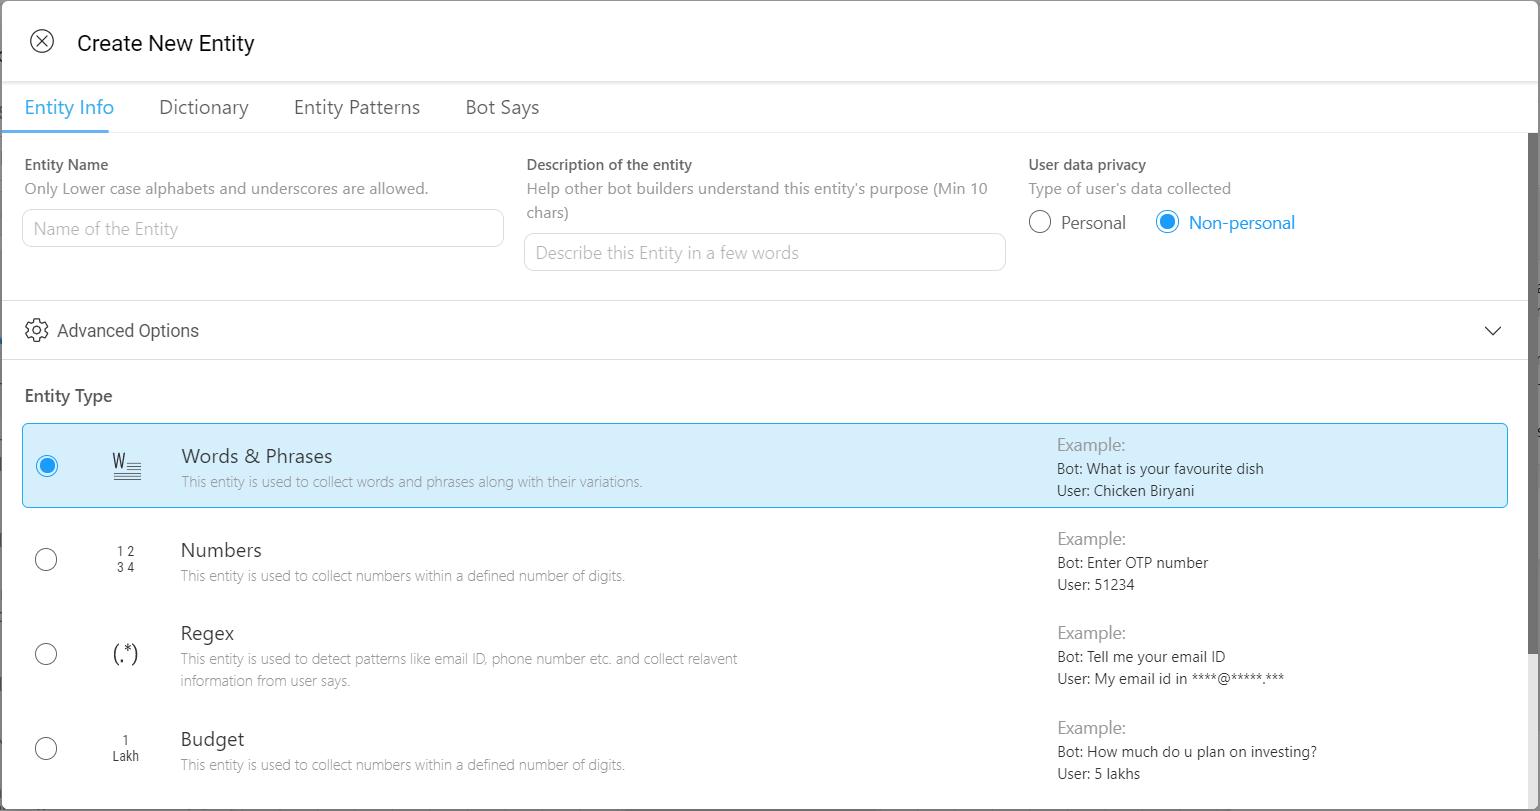 Create New Entity
Entity Info Dictionary Entity Patterns Bot Says
Entity Name
Only Lower case alphabets and underscores are allowed.
Name of the Entity
Description of the entity
Help other bot builders understand this entity's purpose (Min 10
chars)
Describe this Entity in a few words
User data privacy
Type of user's data collected
Personal Non-personal
Advanced Options
Entity Type
W
Words & Phrases
This entity is used to collect words and phrases along with their variations.
Example:
Bot: What is your favourite dish
User: Chicken Biryani
1 2
3 4
Numbers
This entity is used to collect numbers within a defined number of digits.
Example:
Bot: Enter OTP number
User: 51234
(.*)
Regex
This entity is used to detect patterns like email ID, phone number etc. and collect relavent
information from user says.
Example:
Bot: Tell me your email ID
User: My email id in ****@*****.***
1
Lakh
Budget
This entity is used to collect numbers within a defined number of digits.
Example:
Bot: How much do u plan on investing?
User: 5 lakhs